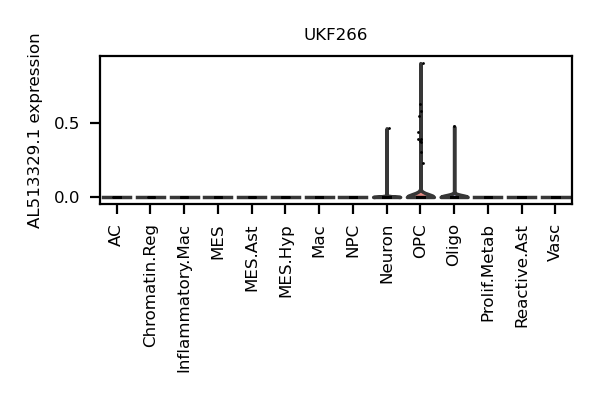 UKF266
AL513329.1 expression
0.5
0.0
AC
Chromatin.Reg
Inflammatory.Mac
MES
MES.Ast
MES.Hyp
Mac
NPC
Neuron
OPC
Oligo
Prolif.Metab
Reactive.Ast
Vasc